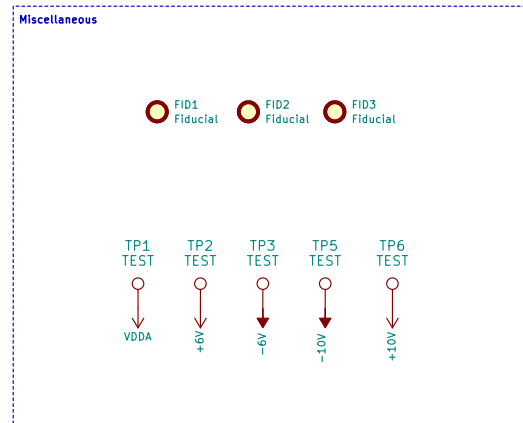 Miscellaneous
FID1
Fiducial
FID2
Fiducial
FID3
Fiducial
TP1
TEST
TP2
TEST
TP3
TEST
TP5
TEST
TP6
TEST
VDDA
+6V
-6V
-10V
+10V